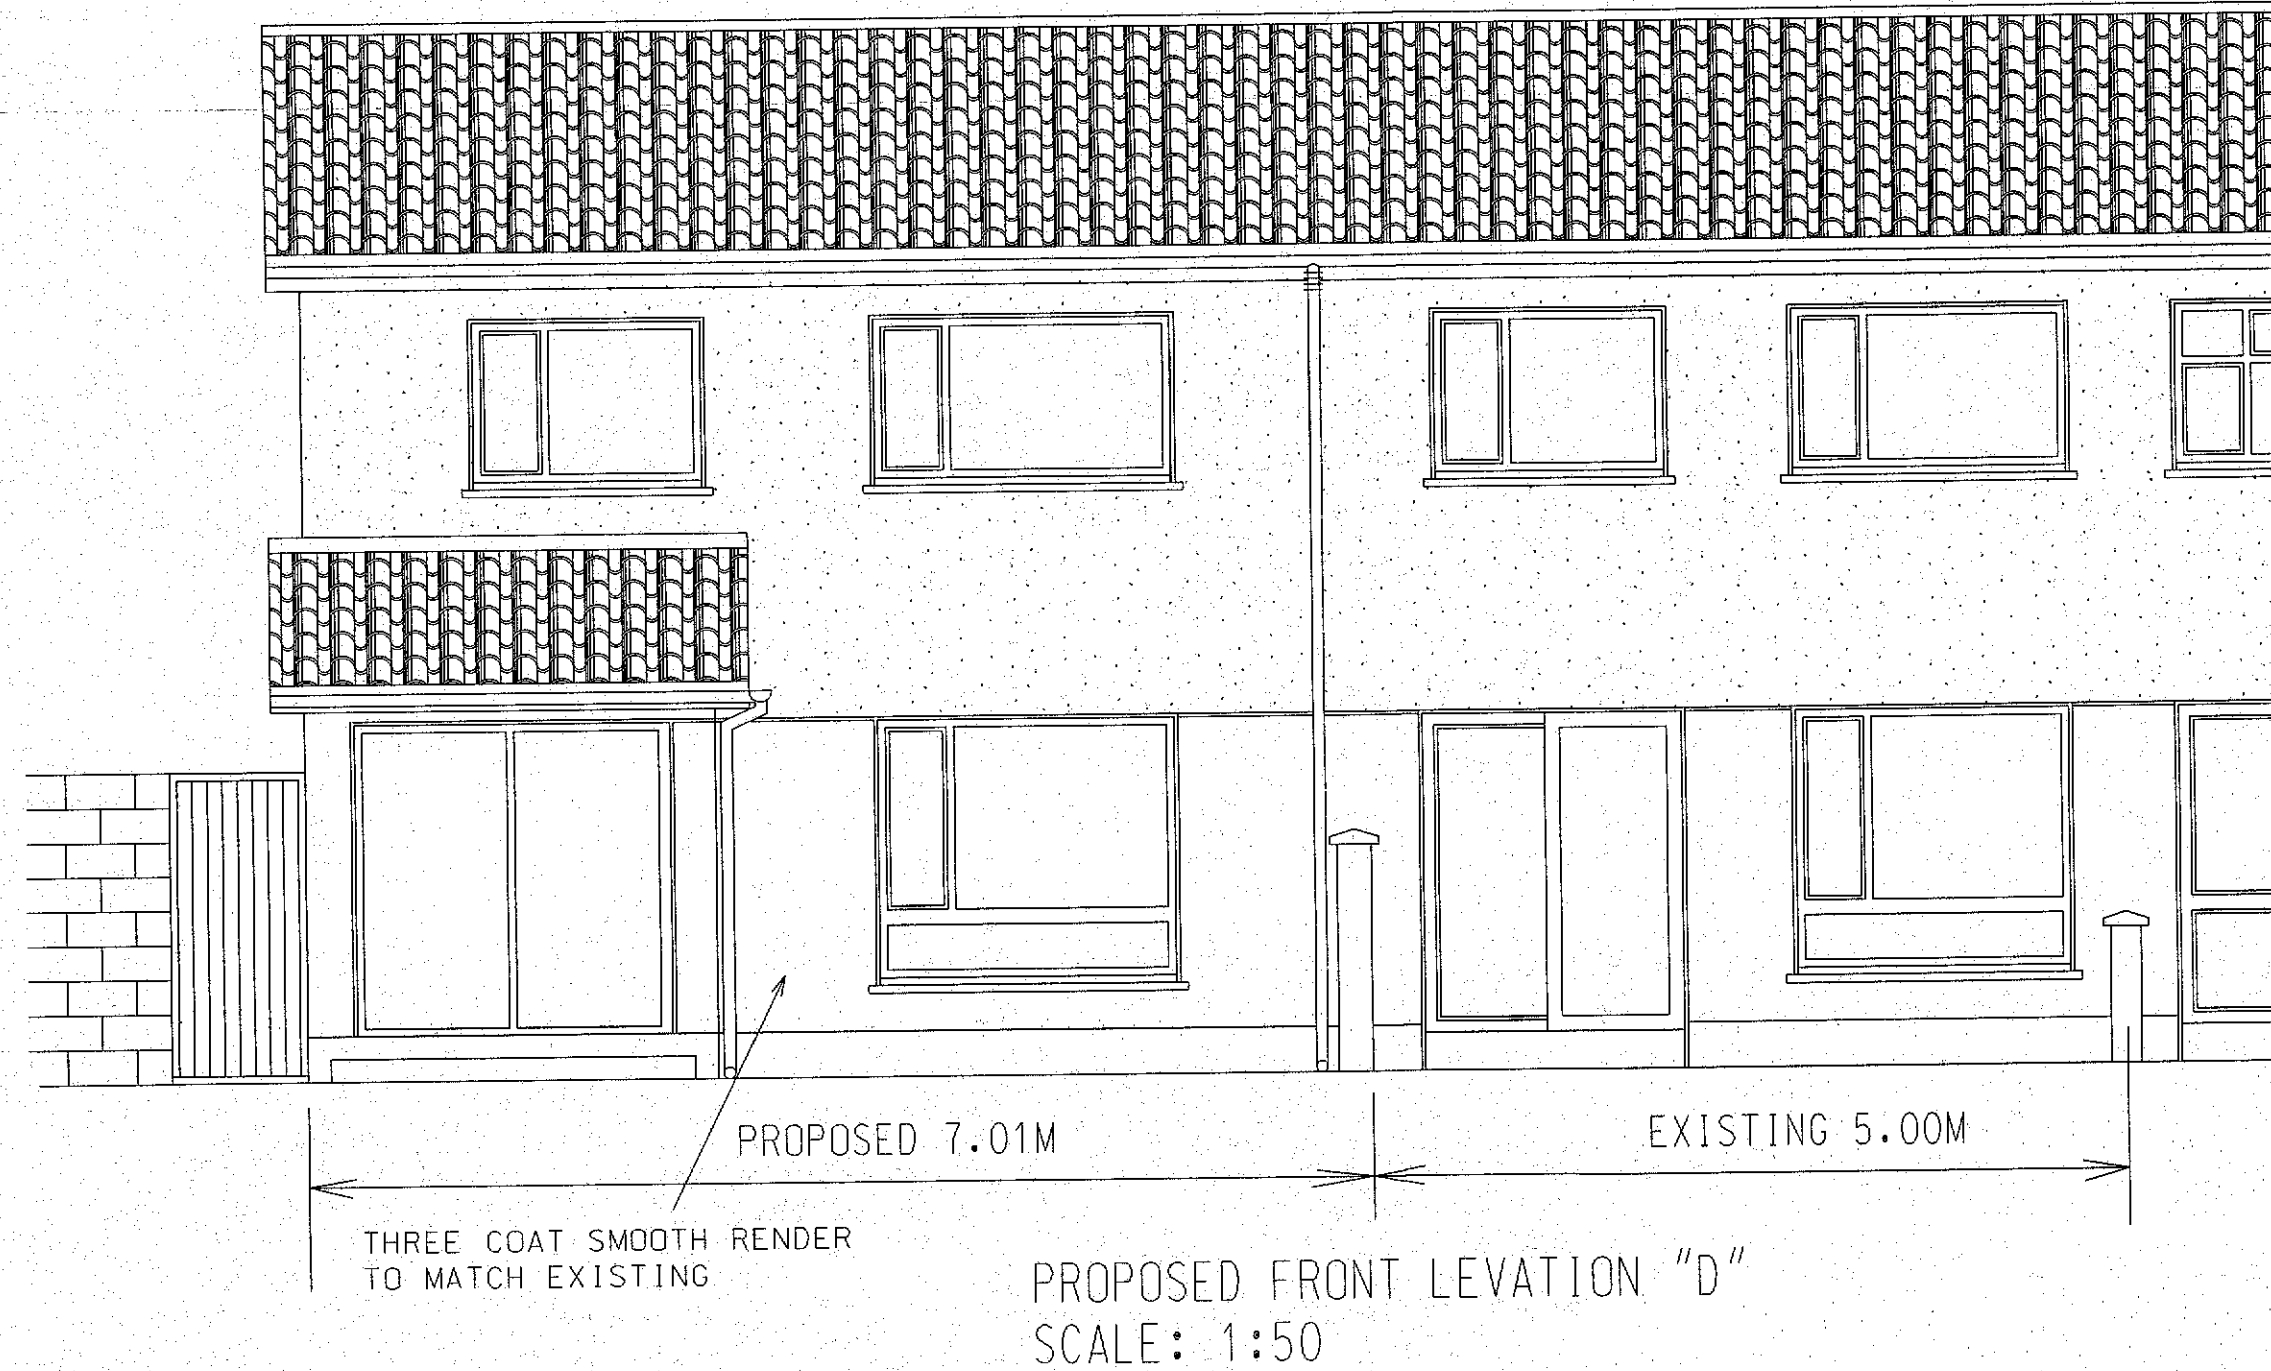 PROPOSED 7.01M
EXISTING 5.00M
THREE COAT SMOOTH RENDER
TO MATCH EXISTING
PROPOSED FRONT LEVATION "D"
SCALE: 1:50